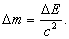 Δm = ΔE / c².